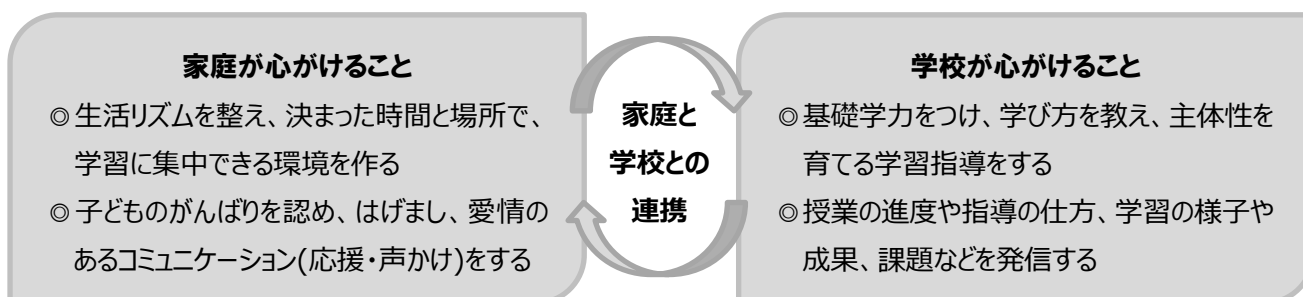 家庭が心がけること
◎生活リズムを整え、決まった時間と場所で、
学習に集中できる環境を作る
◎子どものがんばりを認め、はげまし、愛情の
あるコミュニケーション(応援・声かけ)をする
家庭と
学校との
連携
学校が心がけること
◎基礎学力をつけ、学び方を教え、主体性を
育てる学習指導をする
◎授業の進度や指導の仕方、学習の様子や
成果、課題などを発信する